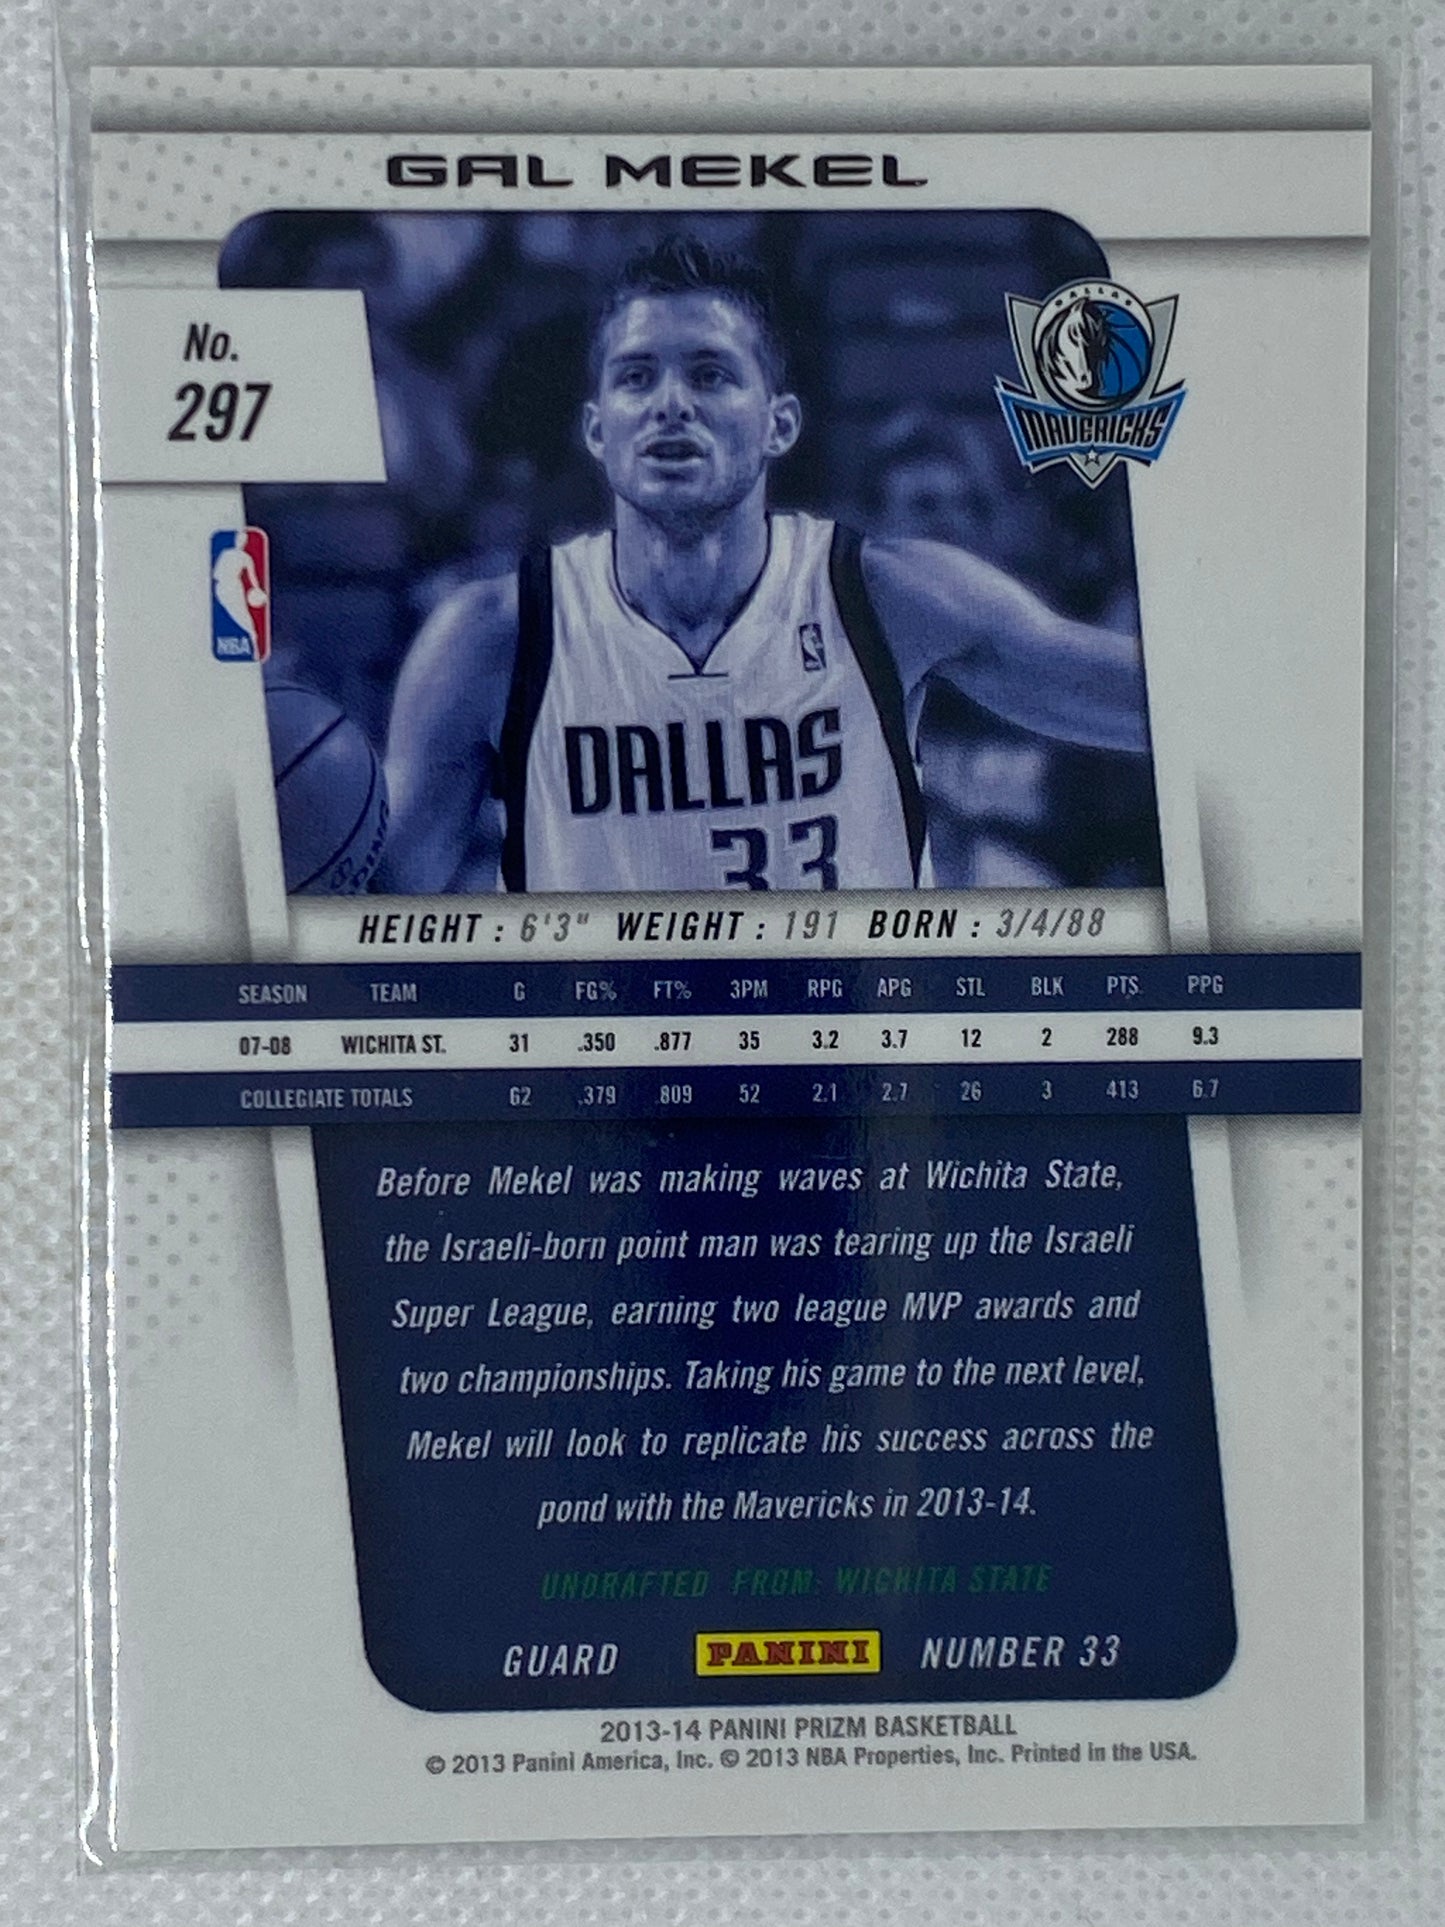 GAL MEKEL
No.
297
DALLAS
MAVERICKS
NBA
DALLAS
33
HEIGHT : 6'3" WEIGHT : 191 BORN : 3/4/88
SEASON TEAM G FG% FT% 3PM RPG APG STL BLK PTS PPG
07-08 WICHITA ST. 31 .350 .877 35 3.2 3.7 12 2 288 9.3
COLLEGIATE TOTALS 62 .379 .809 52 2.1 2.7 26 3 413 6.7
Before Mekel was making waves at Wichita State,
the Israeli-born point man was tearing up the Israeli
Super League, earning two league MVP awards and
two championships. Taking his game to the next level,
Mekel will look to replicate his success across the
pond with the Mavericks in 2013-14.
UNDRAFTED FROM: WICHITA STATE
GUARD PANINI NUMBER 33
2013-14 PANINI PRIZM BASKETBALL
© 2013 Panini America, Inc. © 2013 NBA Properties, Inc. Printed in the USA.